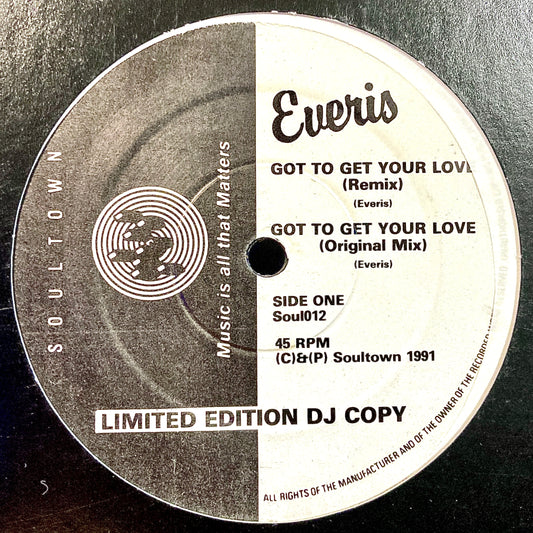 SOULTOWN
Music is all that Matters
Everis
GOT TO GET YOUR LOVE
(Remix)
(Everis)
GOT TO GET YOUR LOVE
(Original Mix)
(Everis)
SIDE ONE
Soul012
45 RPM
(C)&(P) Soultown 1991
LIMITED EDITION DJ COPY
ALL RIGHTS OF THE MANUFACTURER AND OF THE OWNER OF THE RECORDED